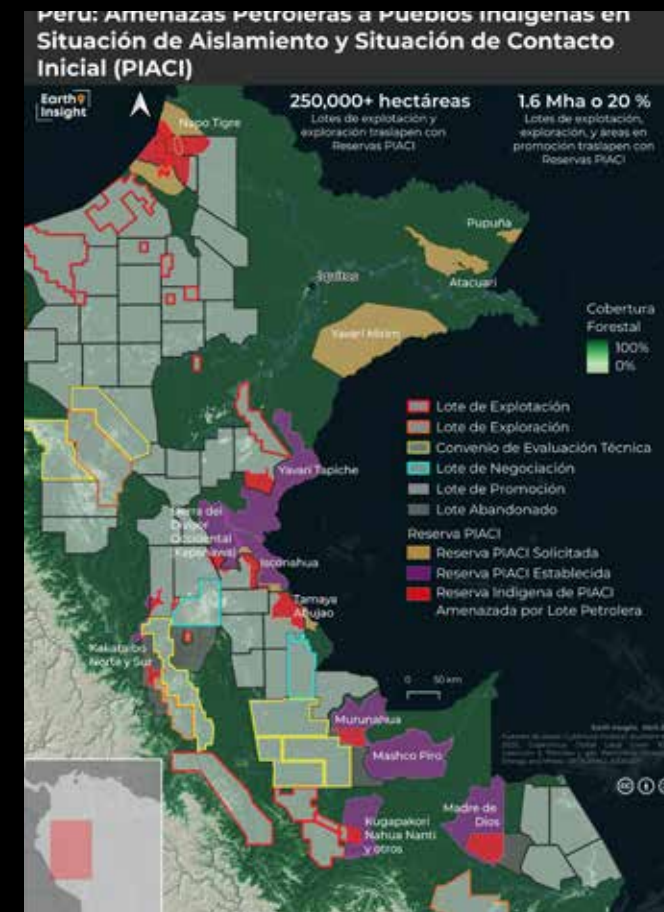 Perú: Amenazas Petroleras a Pueblos Indígenas en
Situación de Aislamiento y Situación de Contacto
Inicial (PIACI)
Earth
Insight
250,000+ hectáreas
Lotes de explotación y
exploración traslapen con
Reservas PIACI
1.6 Mha o 20 %
Lotes de explotación,
exploración, y áreas en
promoción traslapen con
Reservas PIACI
Napo Tigre
Pupuña
Iquitos
Atacuari
Yavarí Mirim
Cobertura
Forestal
100%
0%
Lote de Explotación
Lote de Exploración
Convenio de Evaluación Técnica
Lote de Negociación
Lote de Promoción
Lote Abandonado
Reserva PIACI
Reserva PIACI Solicitada
Reserva PIACI Establecida
Reserva Indígena de PIACI
Amenazada por Lote Petrolera
Yavarí Tapiche
Sierra del
Divisor
Occidental
(Kapanawa)
Isconahua
Tamaya
Abujao
Kakataibo
Norte y Sur
0 50 km
Murunahua
Mashco Piro
Kugapakori
Nahua Nanti
y otros
Madre de
Dios